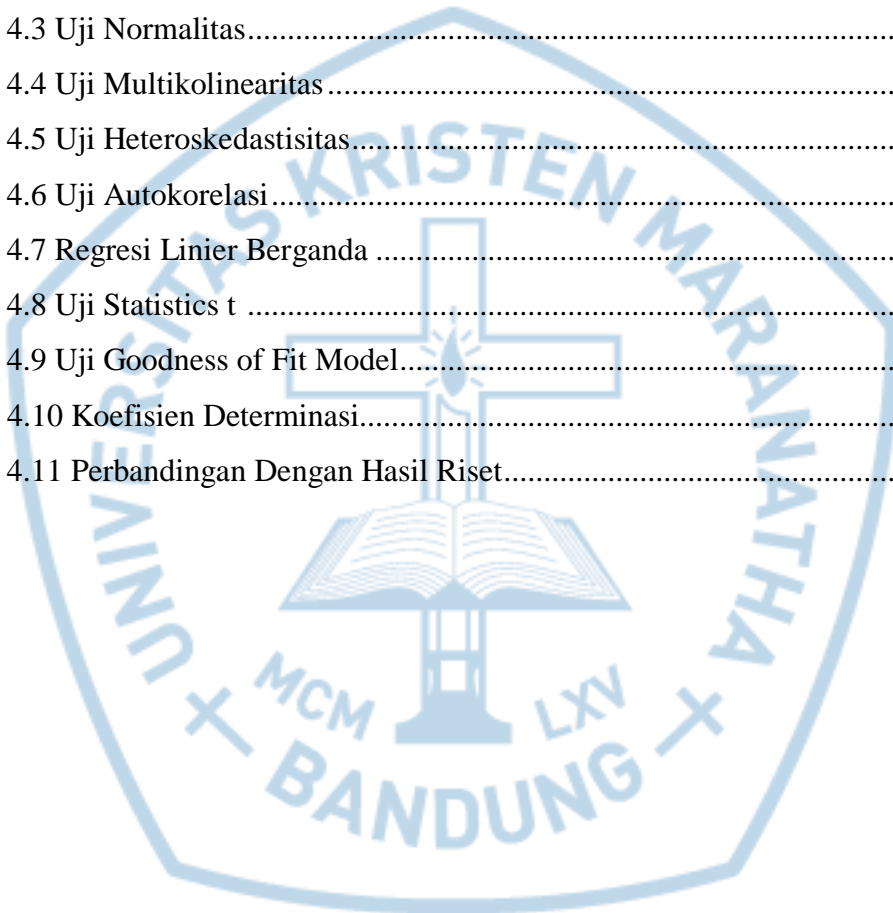 4.3 Uji Normalitas........................................................................................
4.4 Uji Multikolinearitas...........................................................................
4.5 Uji Heteroskedastisitas.......................................................................
4.6 Uji Autokorelasi....................................................................................
4.7 Regresi Linier Berganda ...................................................................
4.8 Uji Statistics t ........................................................................................
4.9 Uji Goodness of Fit Model................................................................
4.10 Koefisien Determinasi......................................................................
4.11 Perbandingan Dengan Hasil Riset..................................................
UNIVERSITAS KRISTEN MARANATHA
MCM LXV
BANDUNG